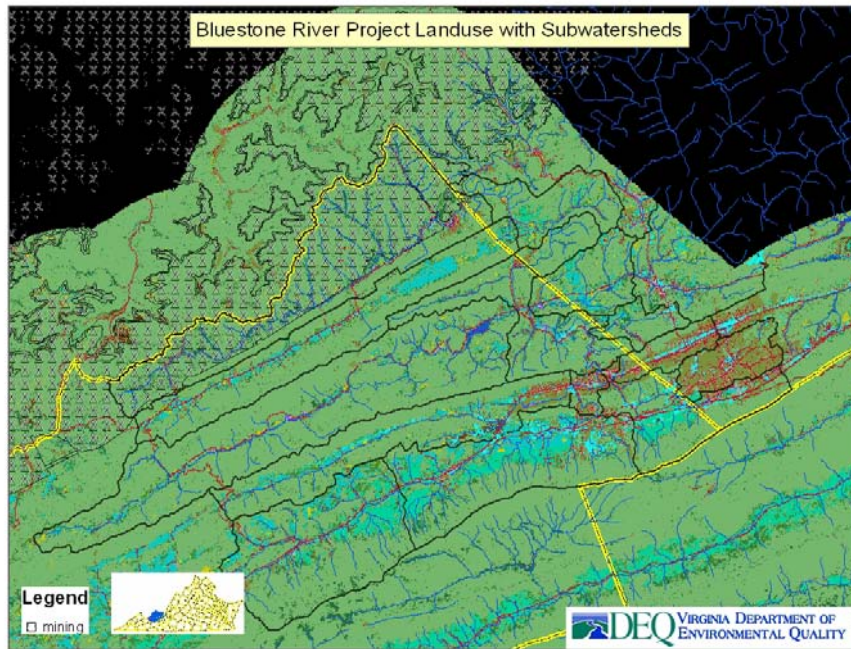 Bluestone River Project Landuse with Subwatersheds
Legend
mining
DEQ VIRGINIA DEPARTMENT OF
ENVIRONMENTAL QUALITY